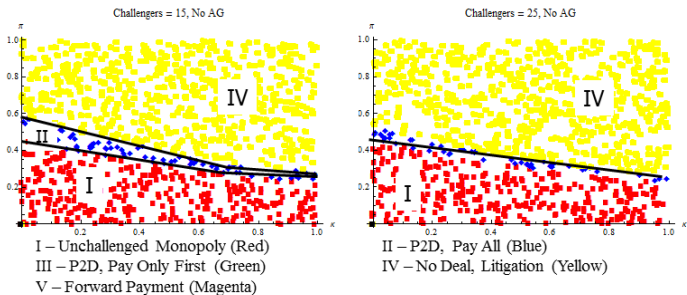 Challengers = 15, No AG
π
1.0
0.8
0.6
0.4
0.2
IV
II
I
0.2 0.4 0.6 0.8 1.0 κ
Challengers = 25, No AG
π
1.0
0.8
0.6
0.4
0.2
IV
I
0.2 0.4 0.6 0.8 1.0 κ
I – Unchallenged Monopoly (Red)
III – P2D, Pay Only First (Green)
V – Forward Payment (Magenta)
II – P2D, Pay All (Blue)
IV – No Deal, Litigation (Yellow)